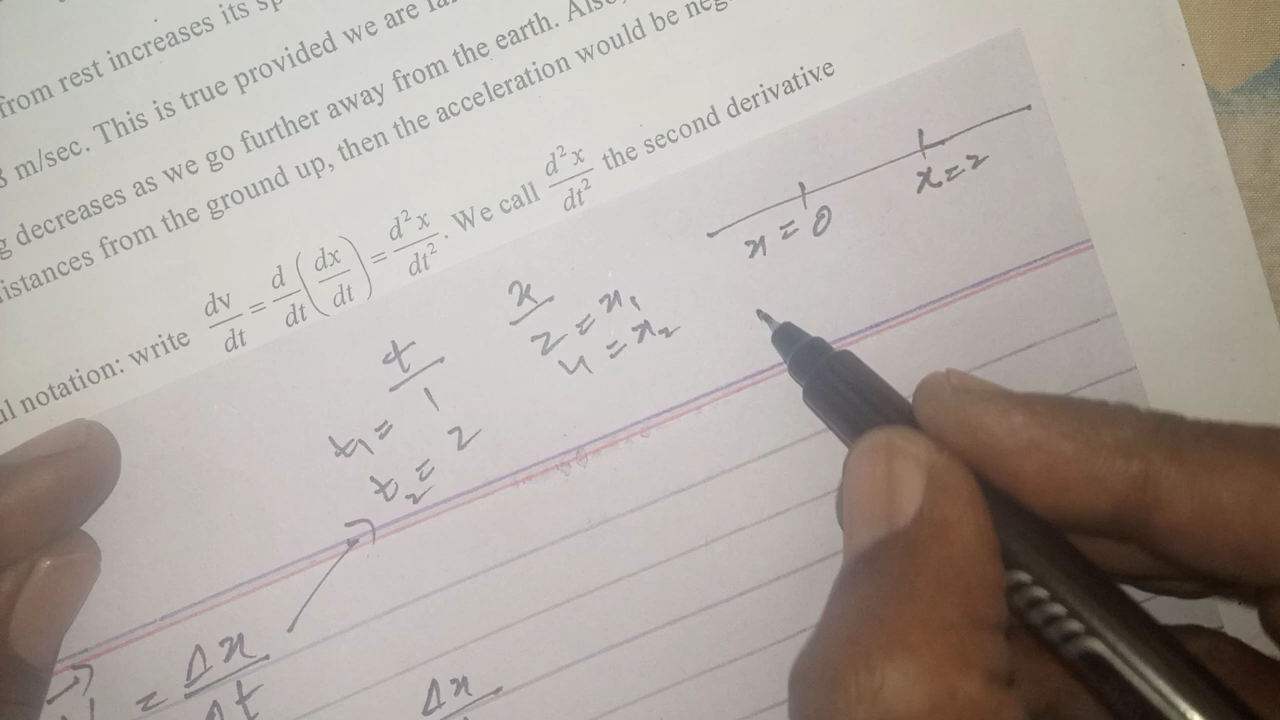 from rest increases its sp
m/sec. This is true provided we are
decreases as we go further away from the earth. Also
istances from the ground up, then the acceleration would be neg
al notation: write dv/dt = d/dt (dx/dt) = d²x/dt². We call d²x/dt² the second derivative
x = 0 x = 2
t x
t₁ = 1 2 = x₁
t₂ = 2 4 = x₂
= Δx/Δt Δx